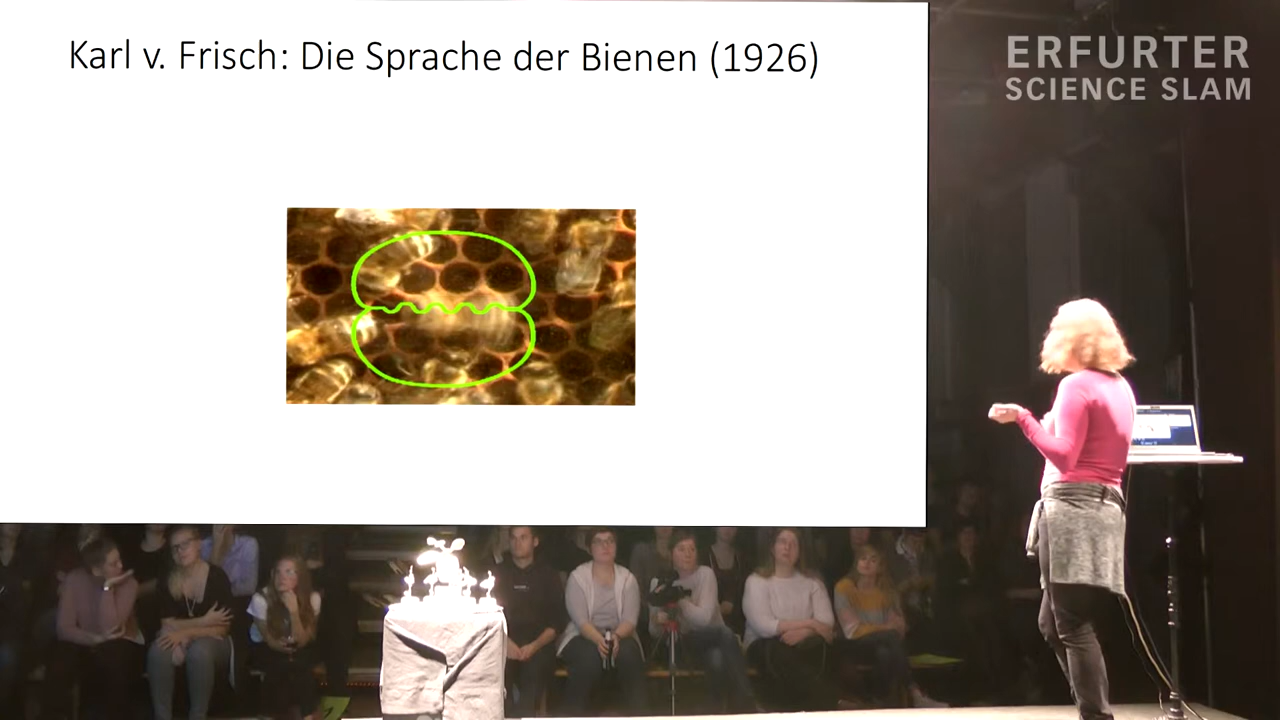 Karl v. Frisch: Die Sprache der Bienen (1926)
ERFURTER
SCIENCE SLAM